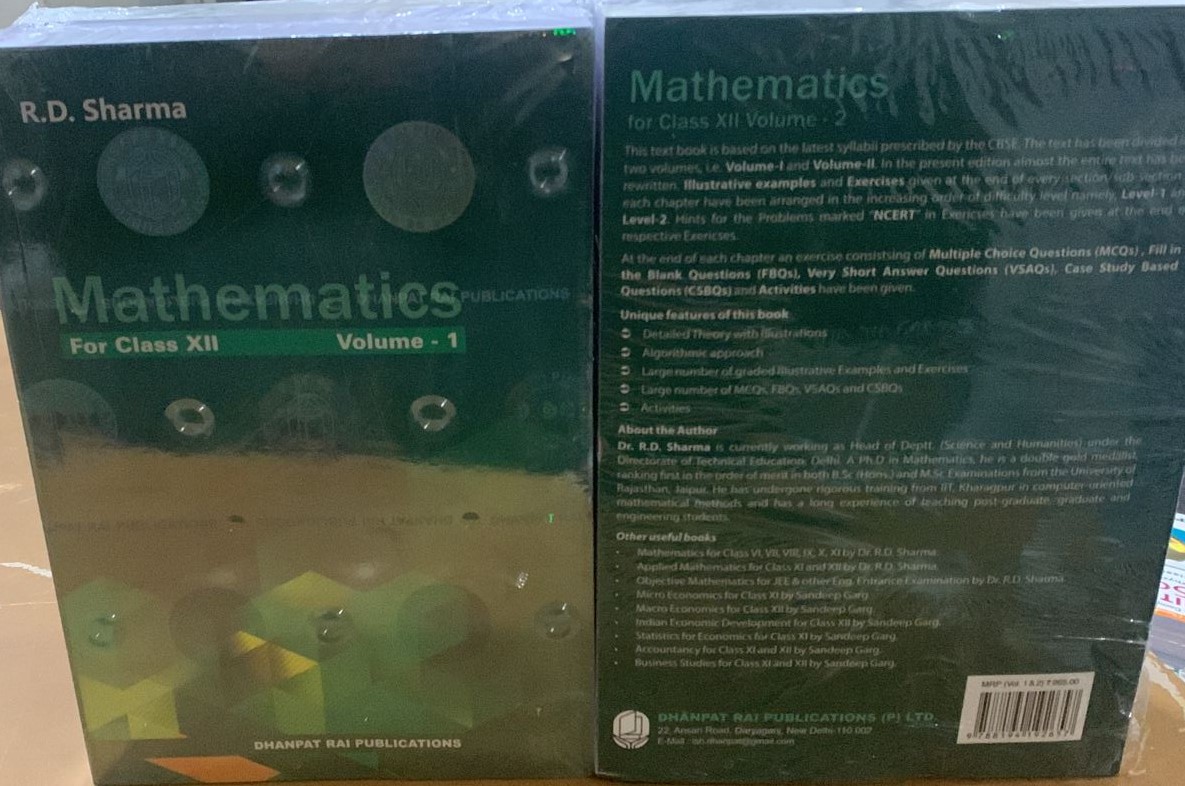 R.D. Sharma
Mathematics
DHANPAT RAI PUBLICATIONS
For Class XII Volume - 1
DHANPAT RAI PUBLICATIONS
Mathematics
for Class XII Volume - 2
This text book is based on the latest syllabii prescribed by the CBSE. The text has been divided
two volumes, i.e. Volume-I and Volume-II. In the present edition almost the entire text has be
rewritten. Illustrative examples and Exercises given at the end of every section/sub section
each chapter have been arranged in the increasing order of difficulty level namely, Level-1 an
Level-2. Hints for the Problems marked "NCERT" in Exericses have been given at the end o
respective Exericses.
At the end of each chapter an exercise consistsing of Multiple Choice Questions (MCQs), Fill in
the Blank Questions (FBQs), Very Short Answer Questions (VSAQs), Case Study Based
Questions (CSBQs) and Activities have been given.
Unique features of this book
Detailed Theory with Illustrations
Algorithmic approach
Large number of graded Illustrative Examples and Exercises
Large number of MCQs, FBQs, VSAQs and CSBQs
Activities
About the Author
Dr. R.D. Sharma is currently working as Head of Deptt. (Science and Humanities) under the
Directorate of Technical Education, Delhi. A Ph.D in Mathematics, he is a double gold medalist,
ranking first in the order of merit in both B.Sc (Hons.) and M.Sc. Examinations from the University of
Rajasthan, Jaipur. He has undergone rigorous training from IIT, Kharagpur in computer oriented
mathematical methods and has a long experience of teaching post-graduate, graduate and
engineering students.
Other useful books
• Mathematics for Class VI, VII, VIII, IX, X, XI by Dr. R.D. Sharma
• Applied Mathematics for Class XI and XII by Dr. R.D. Sharma
• Objective Mathematics for JEE & other Eng. Entrance Examination by Dr. R.D. Sharma
• Micro Economics for Class XI by Sandeep Garg
• Macro Economics for Class XII by Sandeep Garg
• Indian Economic Development for Class XII by Sandeep Garg.
• Statistics for Economics for Class XI by Sandeep Garg.
• Accountancy for Class XI and XII by Sandeep Garg.
• Business Studies for Class XI and XII by Sandeep Garg.
MRP (Vol. 1 & 2)
DHANPAT RAI PUBLICATIONS (P) LTD.
22, Ansari Road, Daryaganj, New Delhi-110 002
E-Mail :